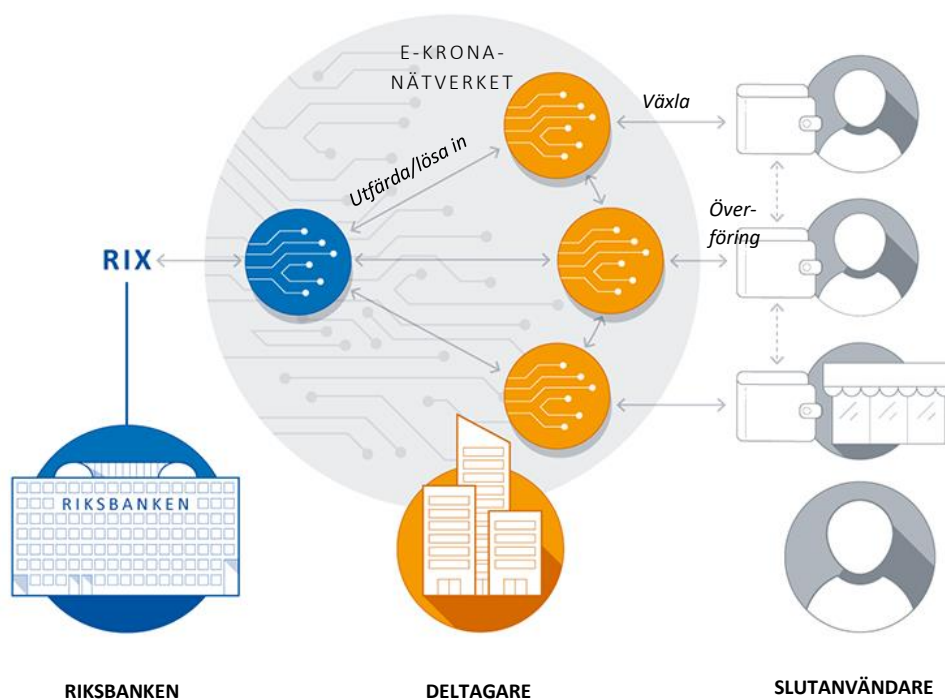 E-KRONA-
NÄTVERKET
Växla
Utfärda/lösa in
Över-
föring
RIX
RIKSBANKEN
RIKSBANKEN
DELTAGARE
SLUTANVÄNDARE